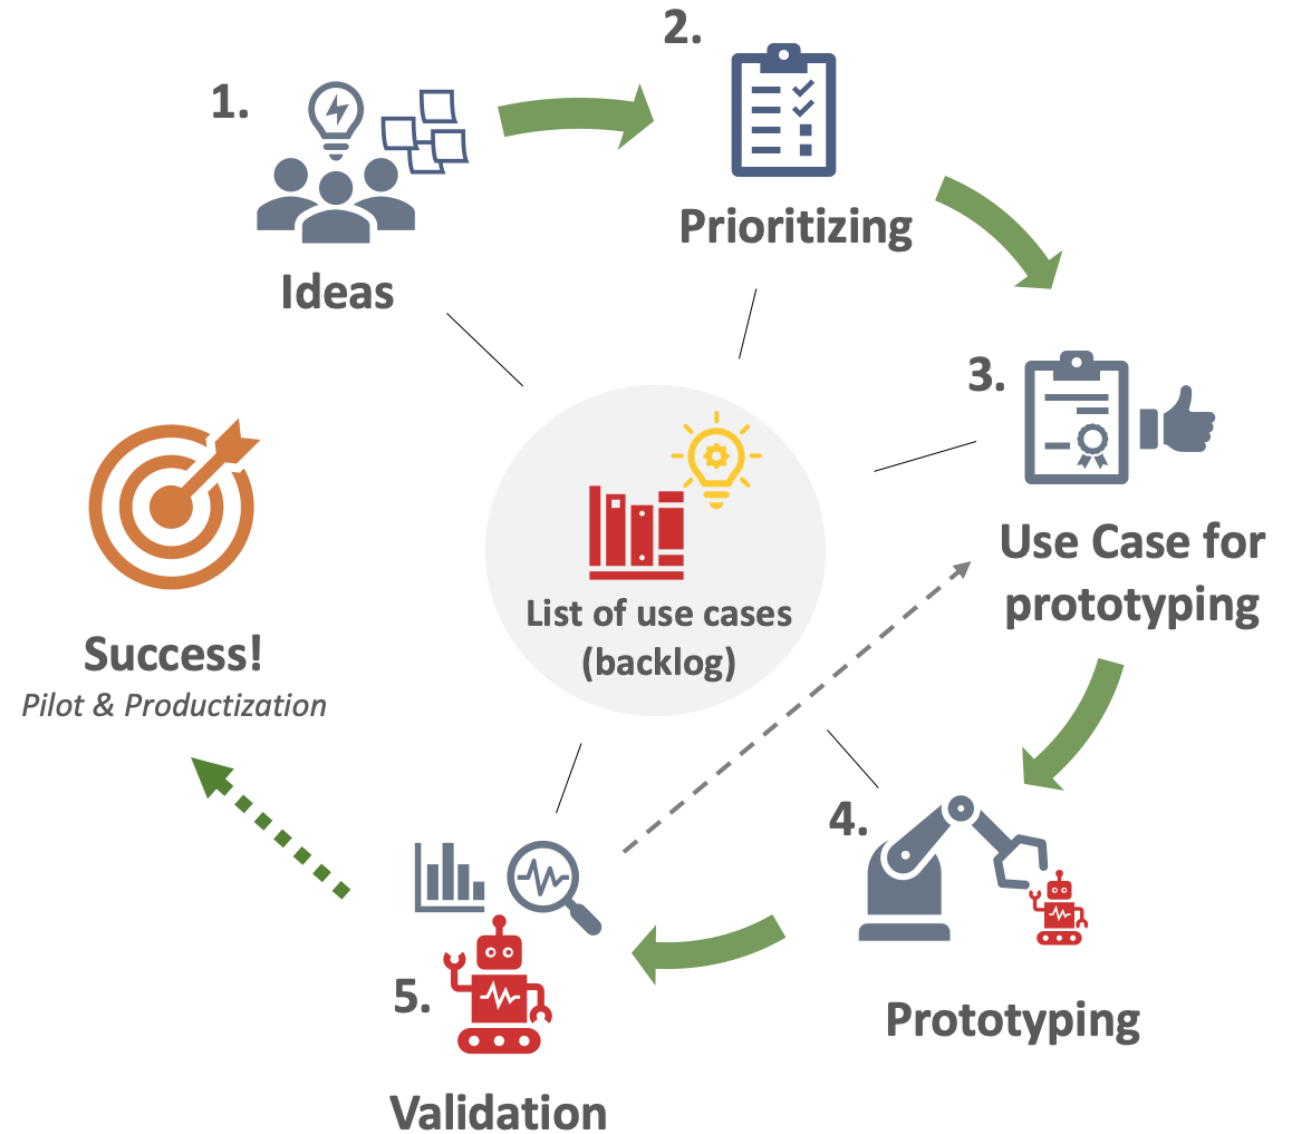 1.
Ideas
2.
Prioritizing
3.
Use Case for
prototyping
4.
Prototyping
5.
Validation
Success!
Pilot & Productization
List of use cases
(backlog)